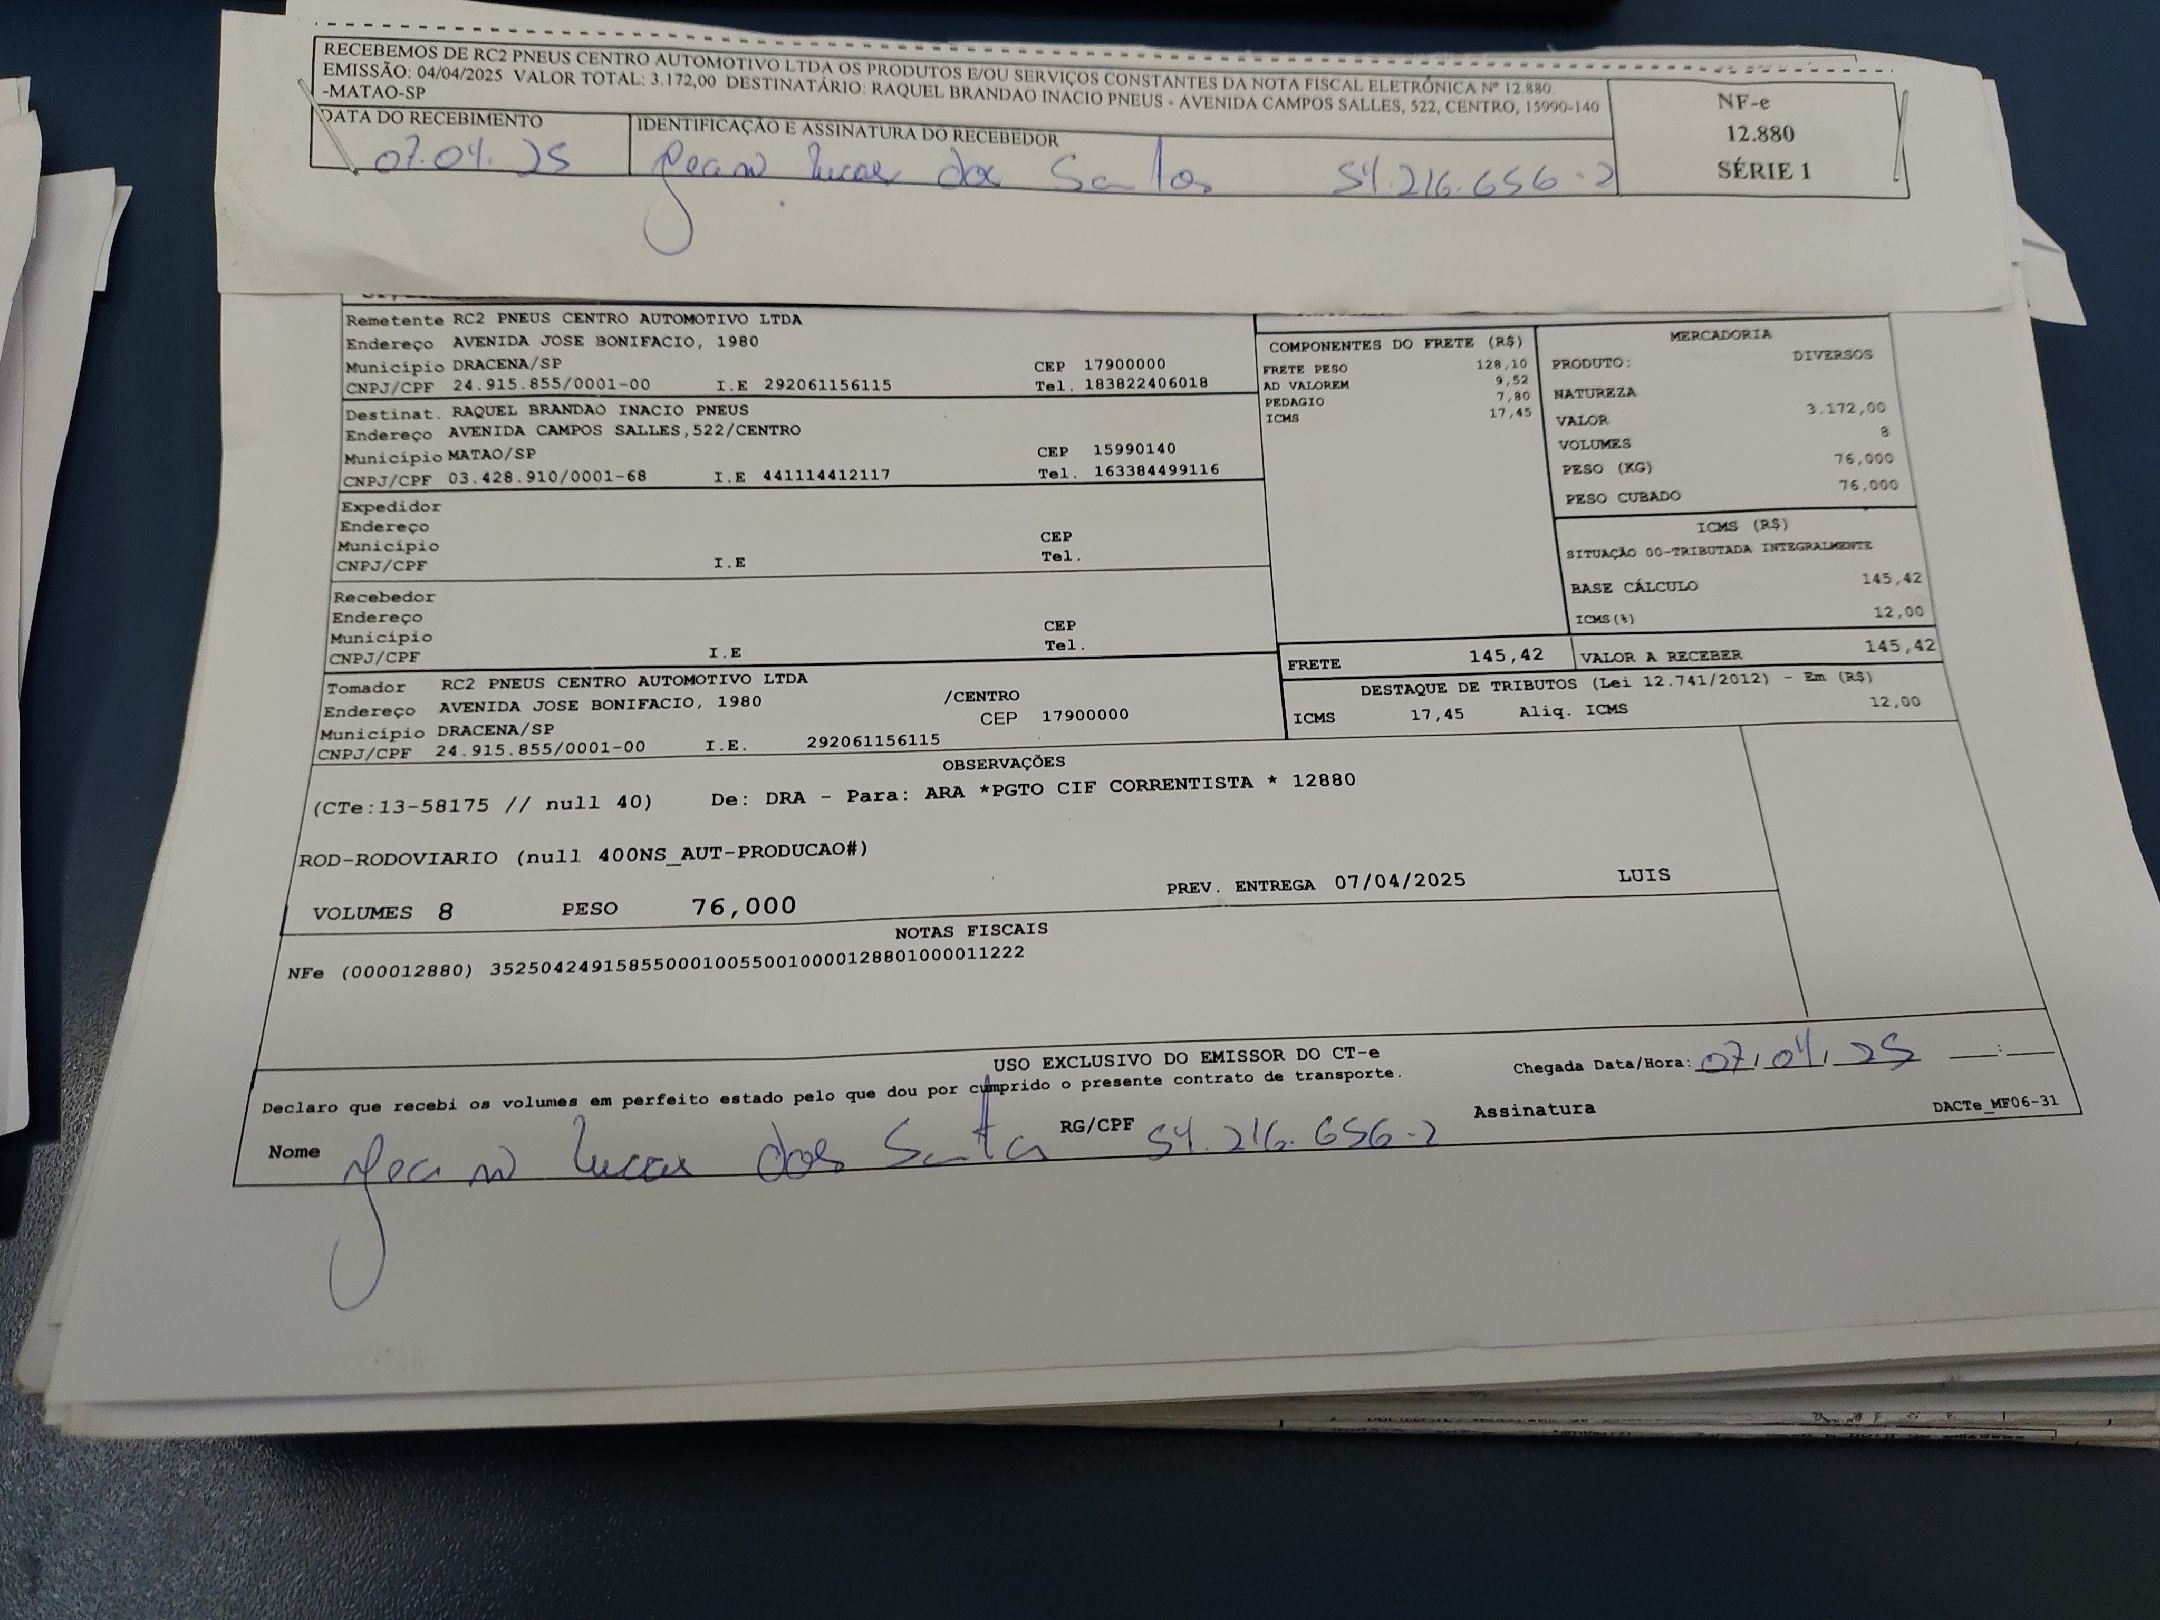 RECEBEMOS DE RC2 PNEUS CENTRO AUTOMOTIVO LTDA OS PRODUTOS E/OU SERVIÇOS CONSTANTES DA NOTA FISCAL ELETRÔNICA Nº 12.880.
EMISSÃO: 04/04/2025 VALOR TOTAL: 3.172,00 DESTINATÁRIO: RAQUEL BRANDAO INACIO PNEUS - AVENIDA CAMPOS SALLES, 522, CENTRO, 15990-140
-MATAO-SP
NF-e
12.880
SÉRIE 1
DATA DO RECEBIMENTO
07.04.25
IDENTIFICAÇÃO E ASSINATURA DO RECEBEDOR
lucas dos Santos 54.216.656-2
Remetente RC2 PNEUS CENTRO AUTOMOTIVO LTDA
Endereço AVENIDA JOSE BONIFACIO, 1980
Município DRACENA/SP CEP 17900000
CNPJ/CPF 24.915.855/0001-00 I.E 292061156115 Tel. 183822406018
Destinat. RAQUEL BRANDAO INACIO PNEUS
Endereço AVENIDA CAMPOS SALLES,522/CENTRO
Município MATAO/SP CEP 15990140
CNPJ/CPF 03.428.910/0001-68 I.E 441114412117 Tel. 163384499116
Expedidor
Endereço
Município CEP
CNPJ/CPF I.E Tel.
Recebedor
Endereço
Município CEP
CNPJ/CPF I.E Tel.
Tomador RC2 PNEUS CENTRO AUTOMOTIVO LTDA
Endereço AVENIDA JOSE BONIFACIO, 1980 /CENTRO
Município DRACENA/SP CEP 17900000
CNPJ/CPF 24.915.855/0001-00 I.E. 292061156115
COMPONENTES DO FRETE (R$)
FRETE PESO 128,10
AD VALOREM 9,52
PEDAGIO 7,80
ICMS 17,45
MERCADORIA
PRODUTO: DIVERSOS
NATUREZA
VALOR 3.172,00
VOLUMES 8
PESO (KG) 76,000
PESO CUBADO 76,000
ICMS (R$)
SITUAÇÃO 00-TRIBUTADA INTEGRALMENTE
BASE CÁLCULO 145,42
ICMS(%) 12,00
FRETE 145,42 VALOR A RECEBER 145,42
DESTAQUE DE TRIBUTOS (Lei 12.741/2012) - Em (R$)
ICMS 17,45 Aliq. ICMS 12,00
OBSERVAÇÕES
(CTe:13-58175 // null 40) De: DRA - Para: ARA *PGTO CIF CORRENTISTA * 12880
ROD-RODOVIARIO (null 400NS_AUT-PRODUCAO#)
VOLUMES 8 PESO 76,000 PREV. ENTREGA 07/04/2025 LUIS
NOTAS FISCAIS
NFe (000012880) 35250424915855000100550010000128801000011222
USO EXCLUSIVO DO EMISSOR DO CT-e
Chegada Data/Hora: 07/04/25 __:__
Declaro que recebi os volumes em perfeito estado pelo que dou por cumprido o presente contrato de transporte.
Nome lucas dos Santos RG/CPF 54.216.656-2 Assinatura
DACTe_MF06-31